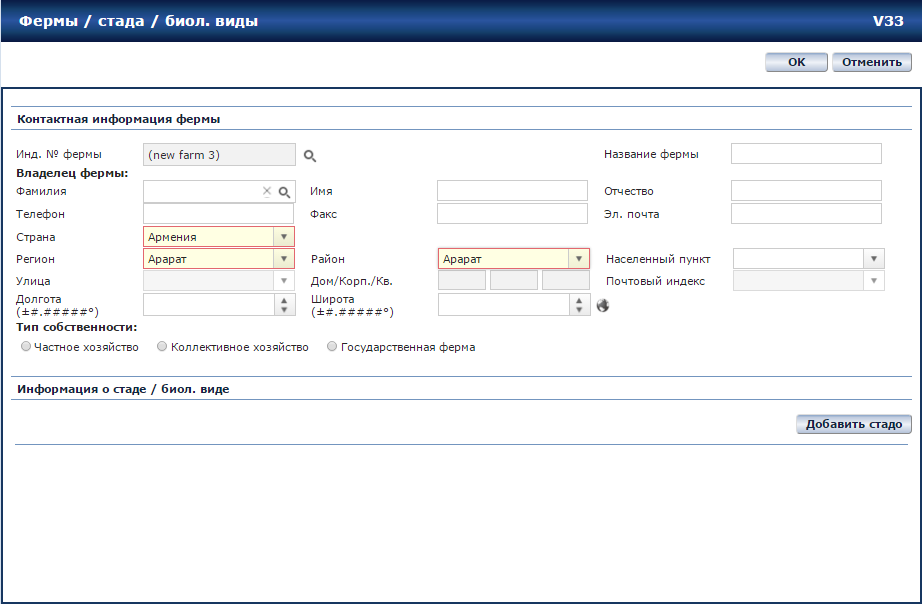 Фермы / стада / биол. виды V33
OK Отменить
Контактная информация фермы
Инд. № фермы (new farm 3) Название фермы
Владелец фермы:
Фамилия Имя Отчество
Телефон Факс Эл. почта
Страна Армения
Регион Арарат Район Арарат Населенный пункт
Улица Дом/Корп./Кв. Почтовый индекс
Долгота Широта
(±#.#####°) (±#.#####°)
Тип собственности:
Частное хозяйство Коллективное хозяйство Государственная ферма
Информация о стаде / биол. виде
Добавить стадо